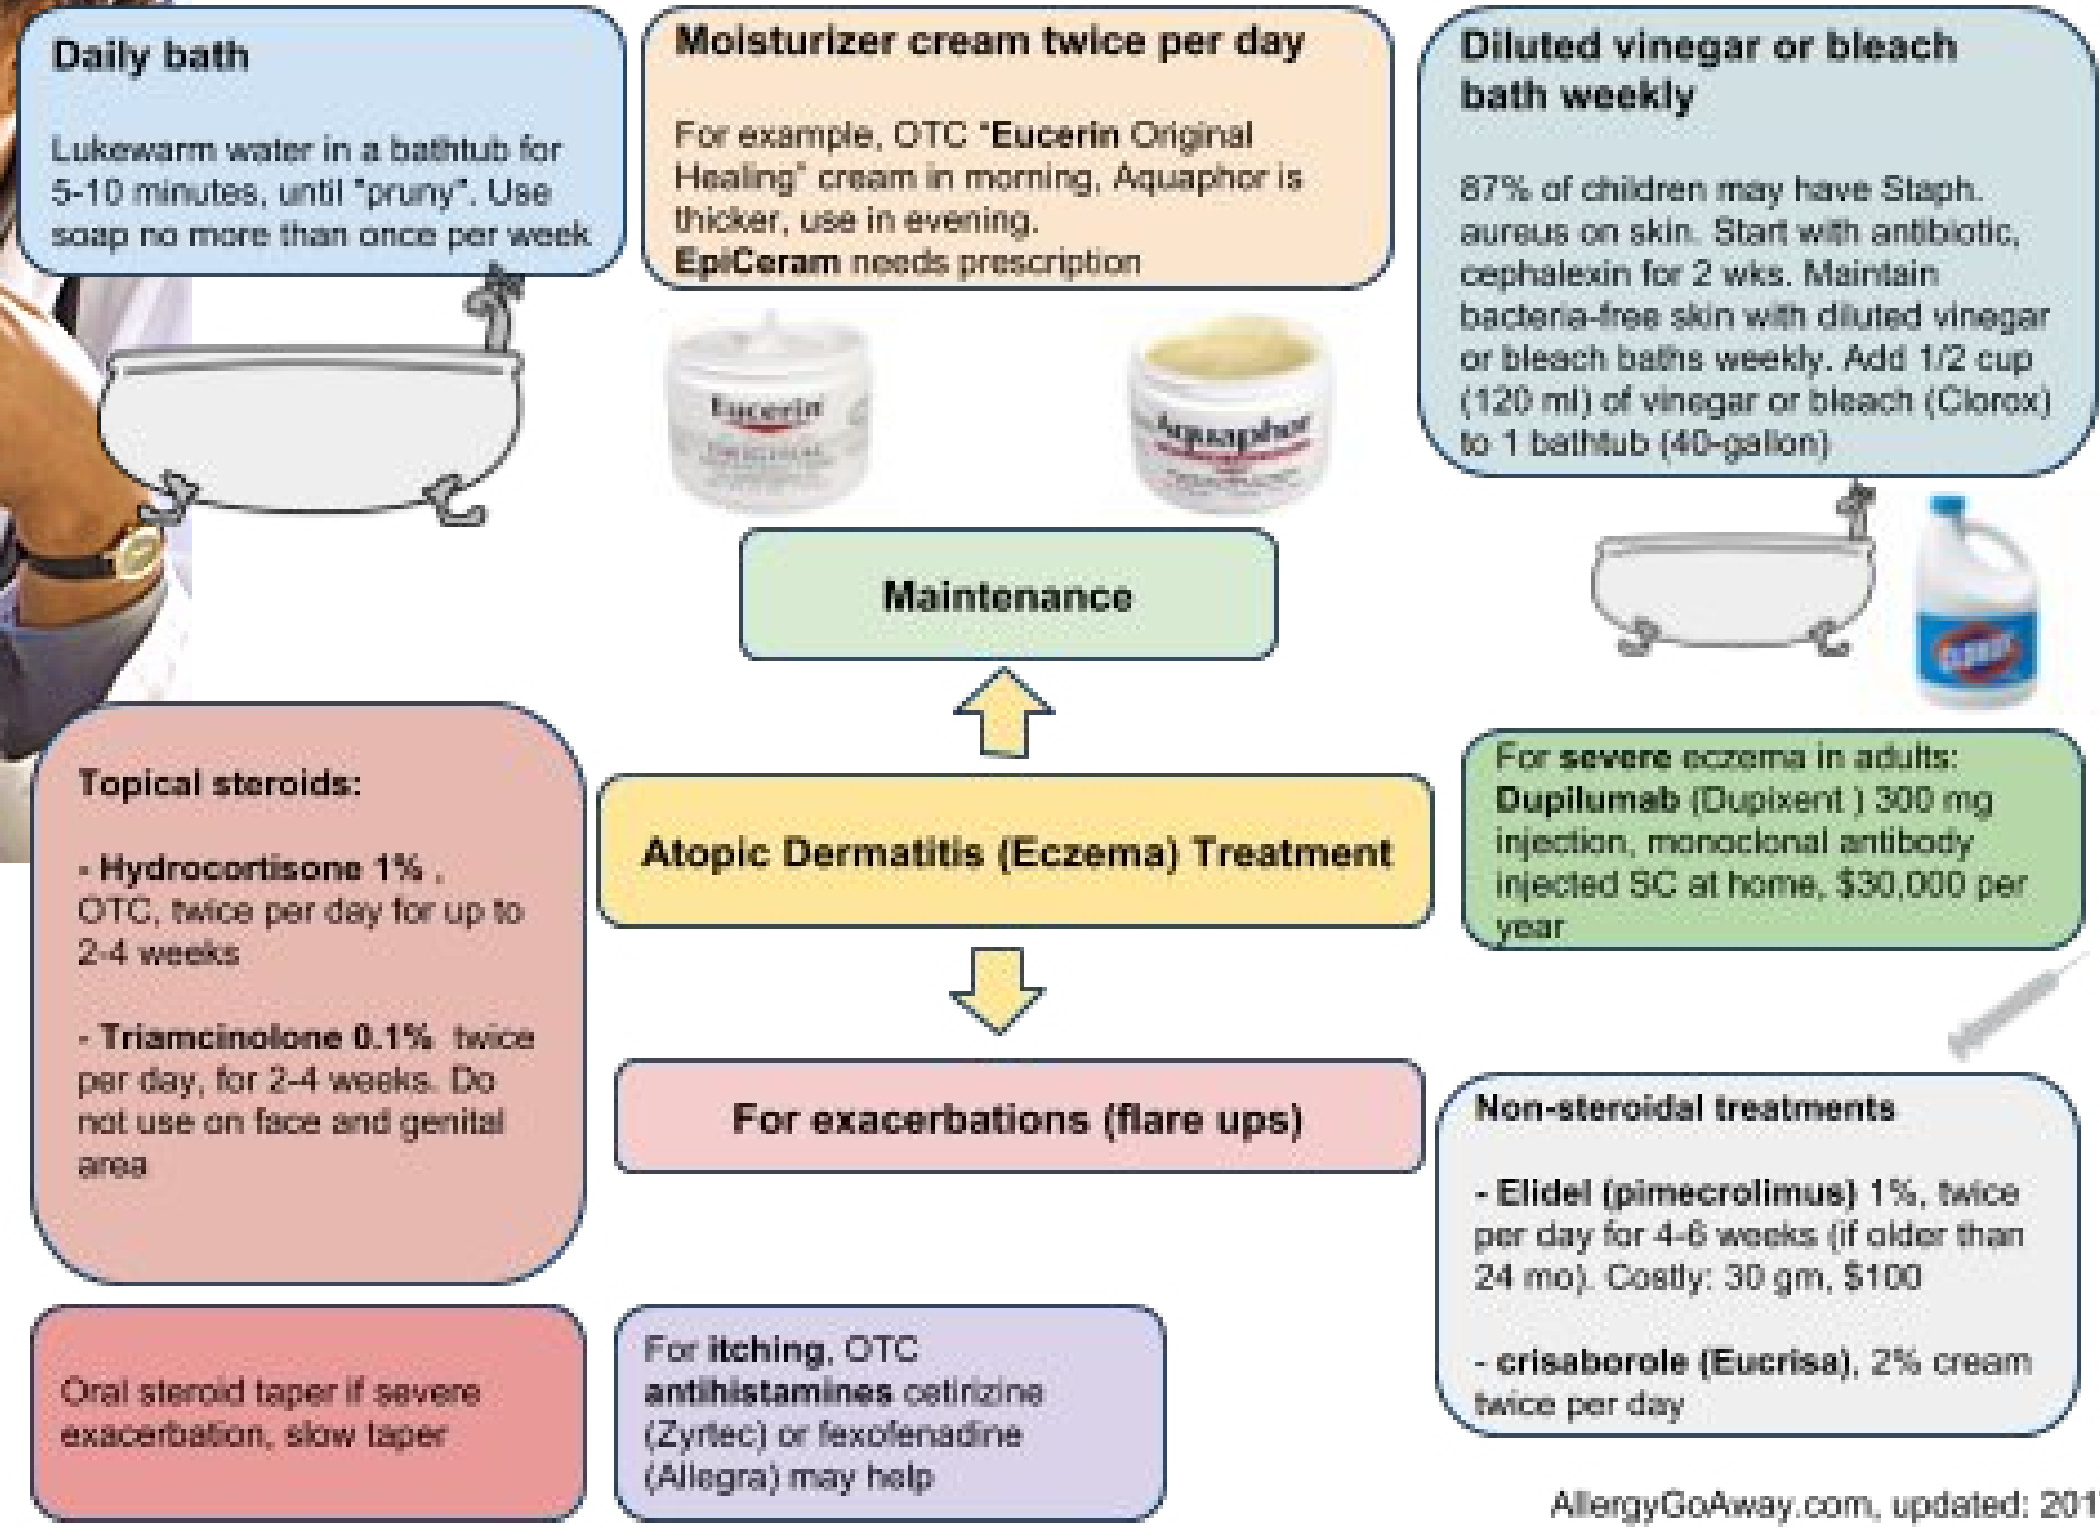 Daily bath
Lukewarm water in a bathtub for
5-10 minutes, until "pruny". Use
soap no more than once per week
Moisturizer cream twice per day
For example, OTC "Eucerin Original
Healing" cream in morning, Aquaphor is
thicker, use in evening.
EpiCeram needs prescription
Diluted vinegar or bleach
bath weekly
87% of children may have Staph.
aureus on skin. Start with antibiotic,
cephalexin for 2 wks. Maintain
bacteria-free skin with diluted vinegar
or bleach baths weekly. Add 1/2 cup
(120 ml) of vinegar or bleach (Clorox)
to 1 bathtub (40-gallon)
Eucerin
ORIGINAL
Aquaphor
Maintenance
Topical steroids:
- Hydrocortisone 1% ,
OTC, twice per day for up to
2-4 weeks
- Triamcinolone 0.1% twice
per day, for 2-4 weeks. Do
not use on face and genital
area
Atopic Dermatitis (Eczema) Treatment
For severe eczema in adults:
Dupilumab (Dupixent ) 300 mg
injection, monoclonal antibody
injected SC at home, $30,000 per
year
For exacerbations (flare ups)
Non-steroidal treatments
- Elidel (pimecrolimus) 1%, twice
per day for 4-6 weeks (if older than
24 mo). Costly: 30 gm, $100
- crisaborole (Eucrisa), 2% cream
twice per day
Oral steroid taper if severe
exacerbation, slow taper
For itching, OTC
antihistamines cetirizine
(Zyrtec) or fexofenadine
(Allegra) may help
AllergyGoAway.com, updated: 201